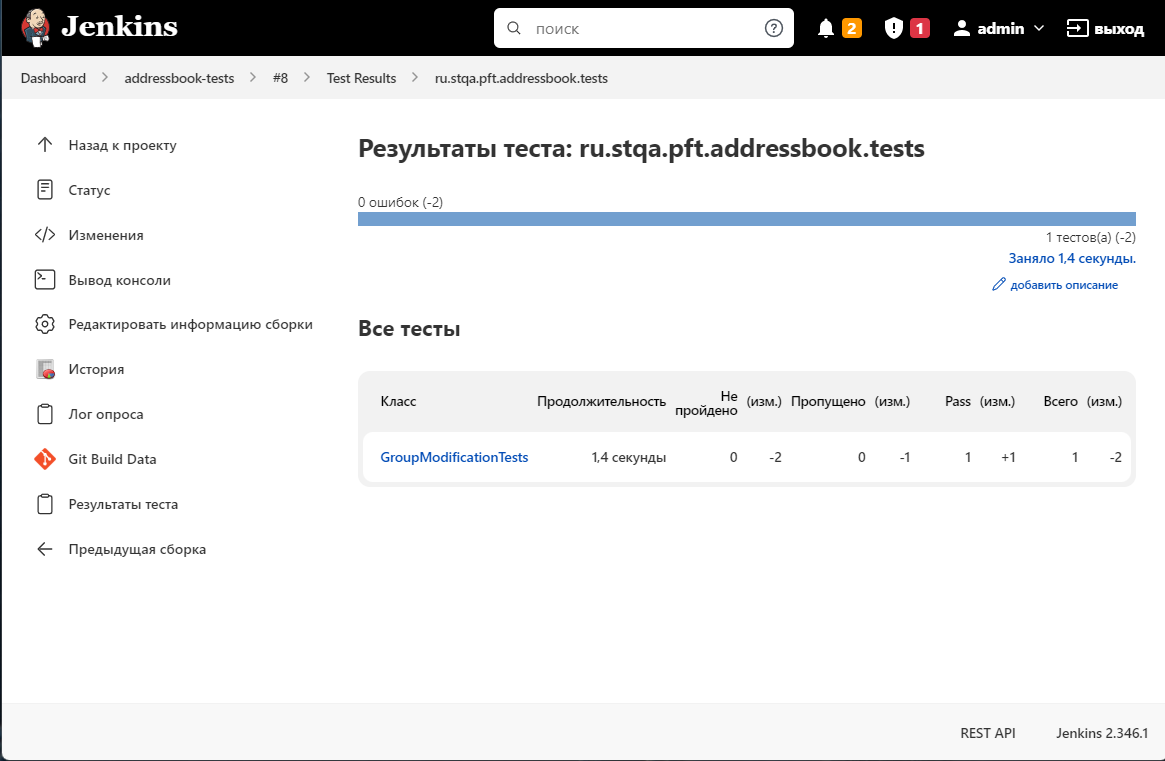 Jenkins
поиск
2
1
admin
выход
Dashboard
addressbook-tests
#8
Test Results
ru.stqa.pft.addressbook.tests
Назад к проекту
Статус
Изменения
Вывод консоли
Редактировать информацию сборки
История
Лог опроса
Git Build Data
Результаты теста
Предыдущая сборка
Результаты теста: ru.stqa.pft.addressbook.tests
0 ошибок (-2)
1 тестов(а) (-2)
Заняло 1,4 секунды.
добавить описание
Все тесты
Класс Продолжительность Не пройдено (изм.) Пропущено (изм.) Pass (изм.) Всего (изм.)
GroupModificationTests 1,4 секунды 0 -2 0 -1 1 +1 1 -2
REST API Jenkins 2.346.1